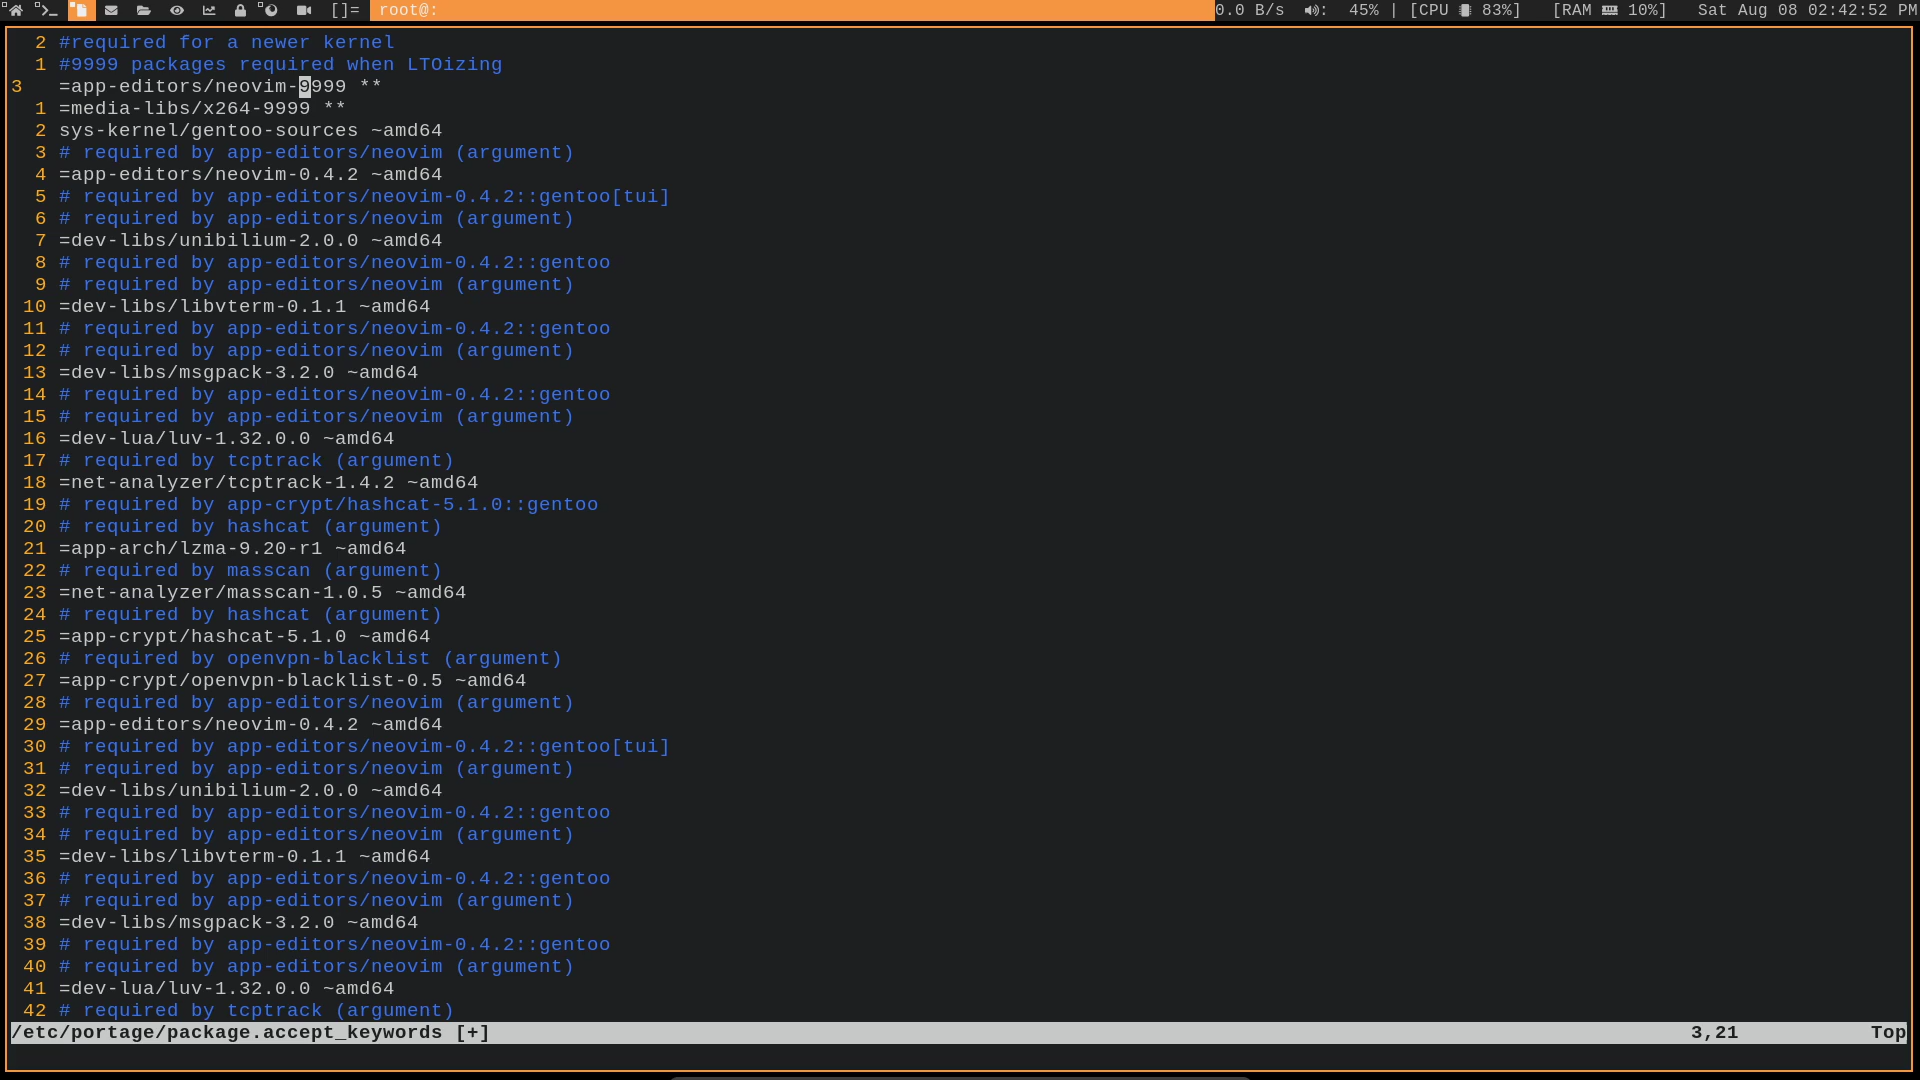 []= root@: 0.0 B/s : 45% | [CPU 83%] [RAM 10%] Sat Aug 08 02:42:52 PM
2 #required for a newer kernel
1 #9999 packages required when LTOizing
3 =app-editors/neovim-9999 **
1 =media-libs/x264-9999 **
2 sys-kernel/gentoo-sources ~amd64
3 # required by app-editors/neovim (argument)
4 =app-editors/neovim-0.4.2 ~amd64
5 # required by app-editors/neovim-0.4.2::gentoo[tui]
6 # required by app-editors/neovim (argument)
7 =dev-libs/unibilium-2.0.0 ~amd64
8 # required by app-editors/neovim-0.4.2::gentoo
9 # required by app-editors/neovim (argument)
10 =dev-libs/libvterm-0.1.1 ~amd64
11 # required by app-editors/neovim-0.4.2::gentoo
12 # required by app-editors/neovim (argument)
13 =dev-libs/msgpack-3.2.0 ~amd64
14 # required by app-editors/neovim-0.4.2::gentoo
15 # required by app-editors/neovim (argument)
16 =dev-lua/luv-1.32.0.0 ~amd64
17 # required by tcptrack (argument)
18 =net-analyzer/tcptrack-1.4.2 ~amd64
19 # required by app-crypt/hashcat-5.1.0::gentoo
20 # required by hashcat (argument)
21 =app-arch/lzma-9.20-r1 ~amd64
22 # required by masscan (argument)
23 =net-analyzer/masscan-1.0.5 ~amd64
24 # required by hashcat (argument)
25 =app-crypt/hashcat-5.1.0 ~amd64
26 # required by openvpn-blacklist (argument)
27 =app-crypt/openvpn-blacklist-0.5 ~amd64
28 # required by app-editors/neovim (argument)
29 =app-editors/neovim-0.4.2 ~amd64
30 # required by app-editors/neovim-0.4.2::gentoo[tui]
31 # required by app-editors/neovim (argument)
32 =dev-libs/unibilium-2.0.0 ~amd64
33 # required by app-editors/neovim-0.4.2::gentoo
34 # required by app-editors/neovim (argument)
35 =dev-libs/libvterm-0.1.1 ~amd64
36 # required by app-editors/neovim-0.4.2::gentoo
37 # required by app-editors/neovim (argument)
38 =dev-libs/msgpack-3.2.0 ~amd64
39 # required by app-editors/neovim-0.4.2::gentoo
40 # required by app-editors/neovim (argument)
41 =dev-lua/luv-1.32.0.0 ~amd64
42 # required by tcptrack (argument)
/etc/portage/package.accept_keywords [+] 3,21 Top